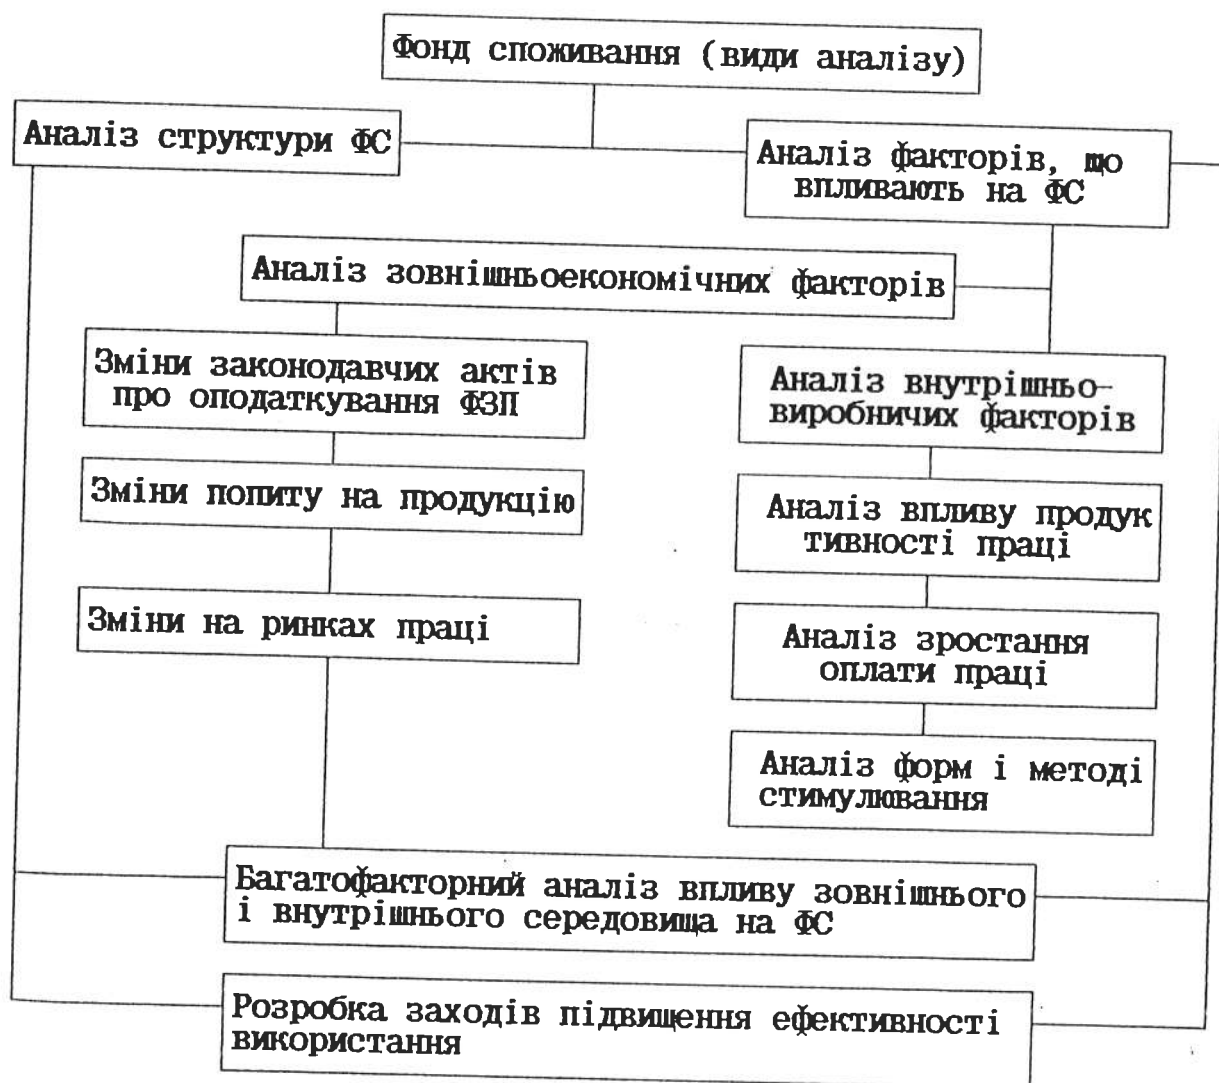 Фонд споживання (види аналізу)
Аналіз структури ФС
Аналіз факторів, що
впливають на ФС
Аналіз зовнішньоекономічних факторів
Зміни законодавчих актів
про оподаткування ФЗП
Аналіз внутрішньо-
виробничих факторів
Зміни попиту на продукцію
Аналіз впливу продук
тивності праці
Зміни на ринках праці
Аналіз зростання
оплати праці
Аналіз форм і методі
стимулювання
Багатофакторний аналіз впливу зовнішнього
і внутрішнього середовища на ФС
Розробка заходів підвищення ефективності
використання